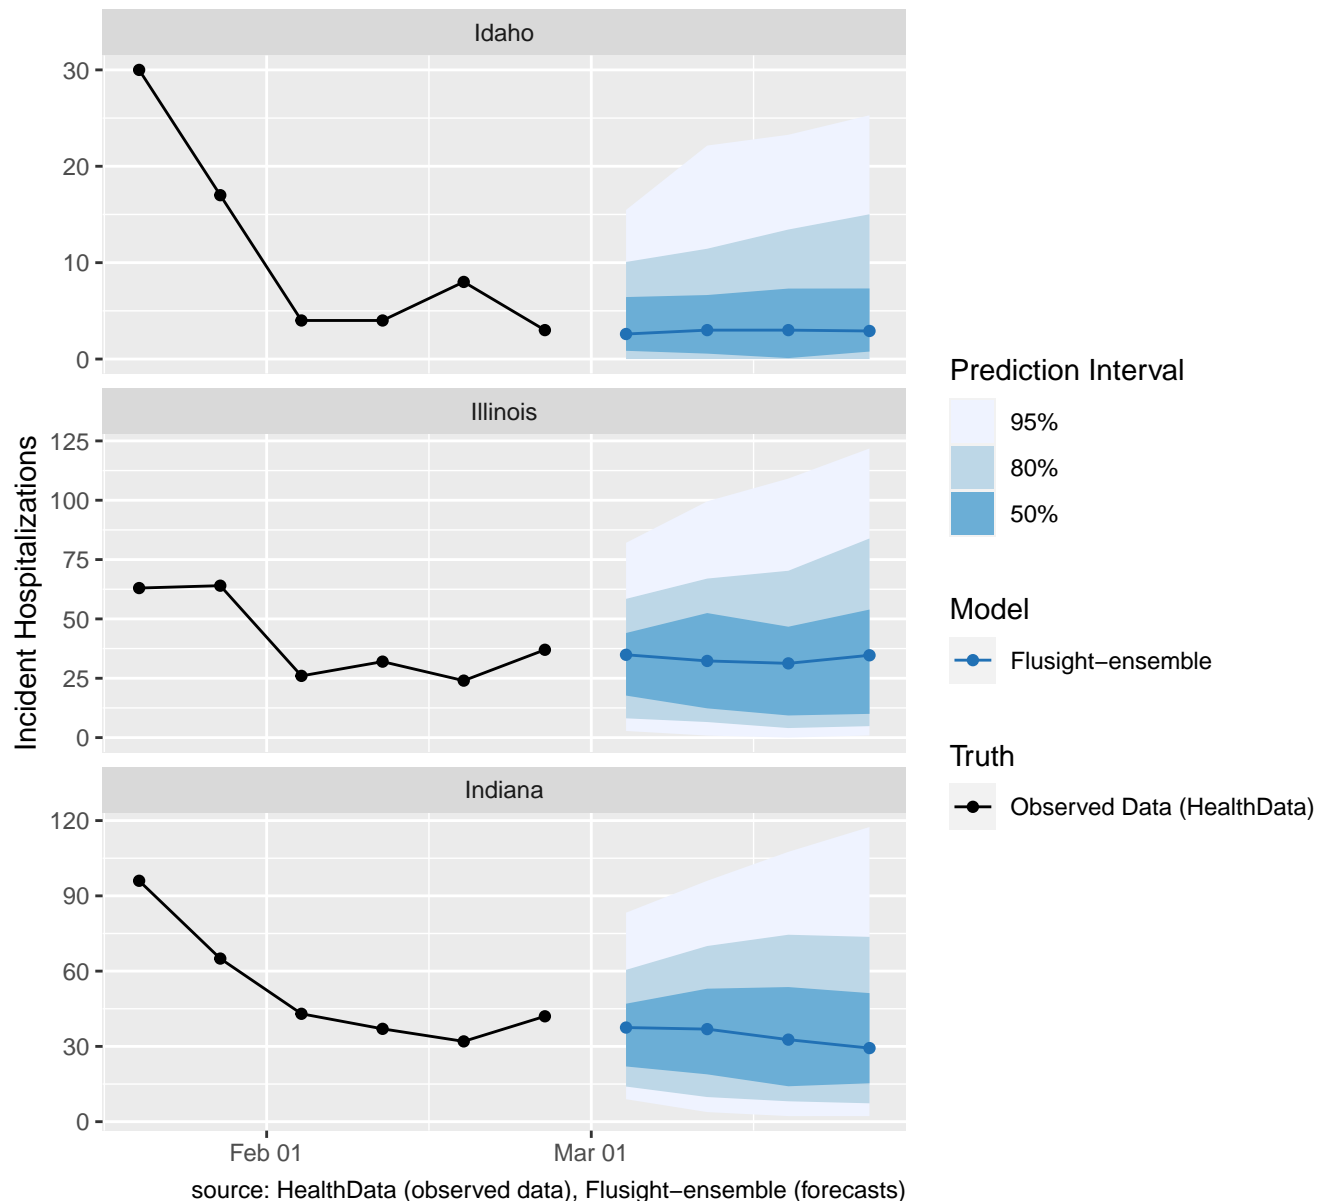 Idaho
30
20
10
0
Illinois
125
100
75
50
25
0
Indiana
120
90
60
30
0
Feb 01
Mar 01
Incident Hospitalizations
source: HealthData (observed data), Flusight−ensemble (forecasts)
Prediction Interval
95%
80%
50%
Model
Flusight−ensemble
Truth
Observed Data (HealthData)